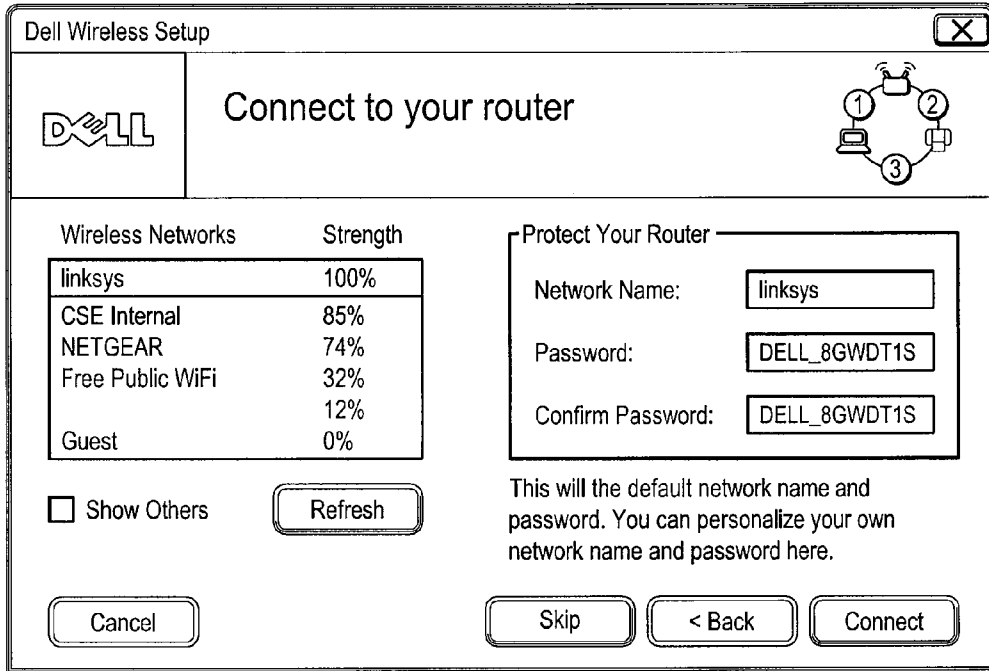 Dell Wireless Setup
DELL
Connect to your router
1
2
3
Wireless Networks Strength
linksys 100%
CSE Internal 85%
NETGEAR 74%
Free Public WiFi 32%
12%
Guest 0%
Show Others
Refresh
Protect Your Router
Network Name: linksys
Password: DELL_8GWDT1S
Confirm Password: DELL_8GWDT1S
This will the default network name and
password. You can personalize your own
network name and password here.
Cancel
Skip
< Back
Connect